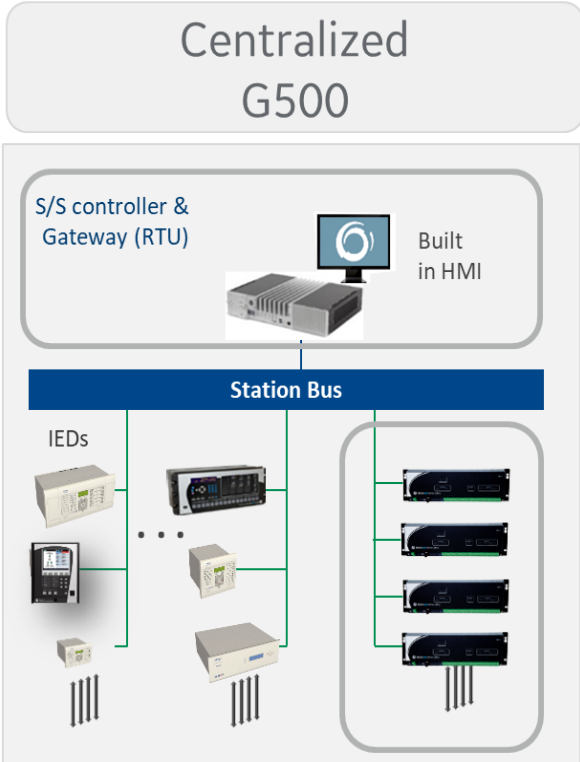 Centralized
G500
S/S controller &
Gateway (RTU)
Built
in HMI
Station Bus
IEDs